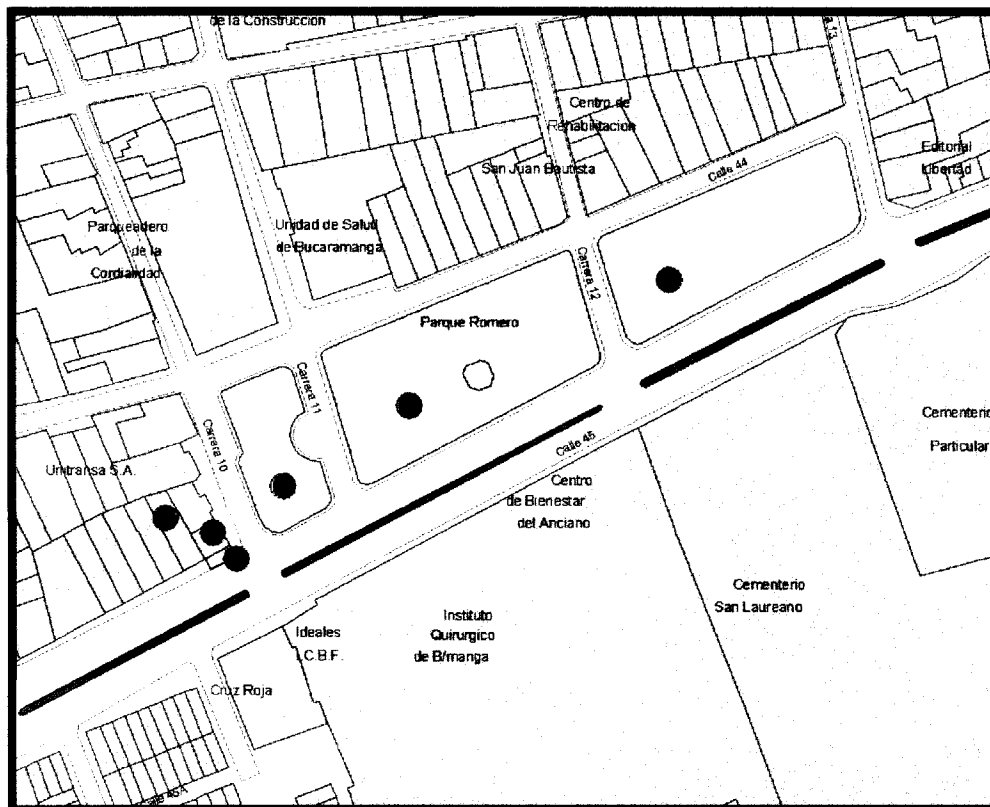 de la Construccion
Centro de
Rehabilitacion
San Juan Bautista
Calle 44
Editorial
Libertad
Parqueadero
de la
Cordialidad
Unidad de Salud
de Bucaramanga
Carrera 12
Parque Romero
Carrera 11
Carrera 10
Unitransa S.A.
Calle 45
Cementerio
Particular
Centro
de Bienestar
del Anciano
Cementerio
San Laureano
Instituto
Quirurgico
de B/manga
Ideales
I.C.B.F.
Cruz Roja
Calle 45A